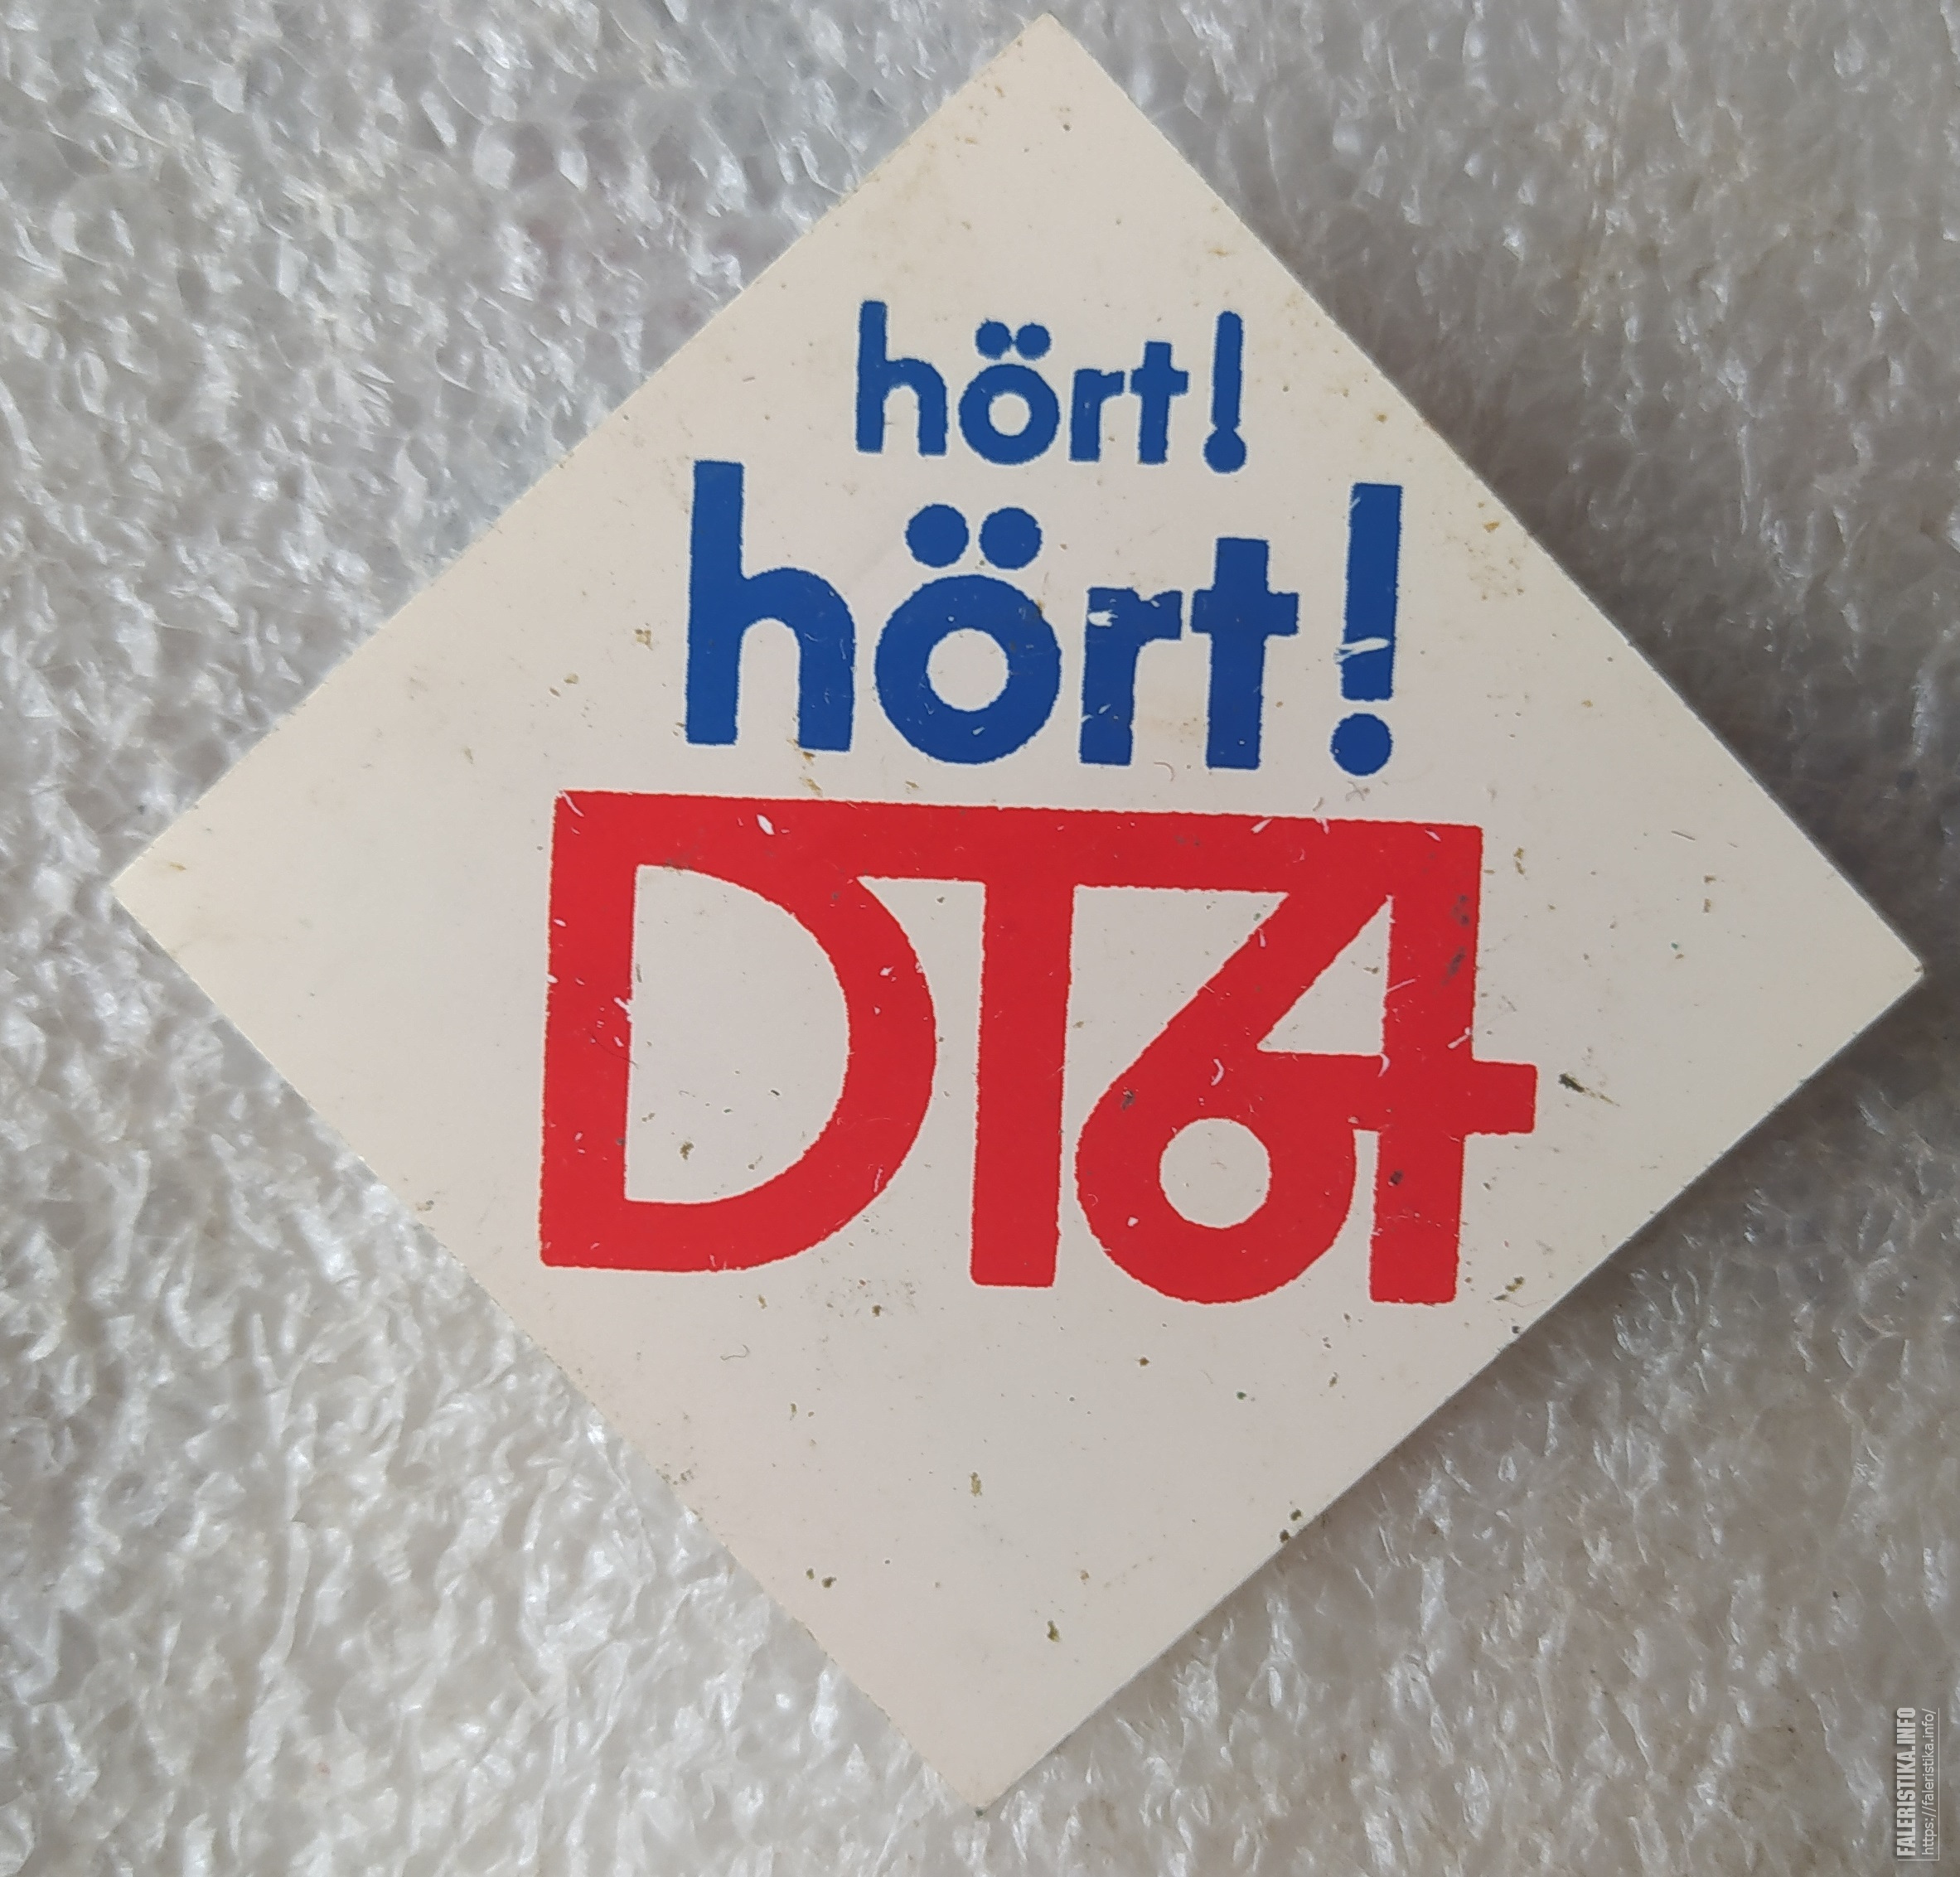 hört!
hört!
DT64
FALERISTIKA.INFO
https://faleristika.info/